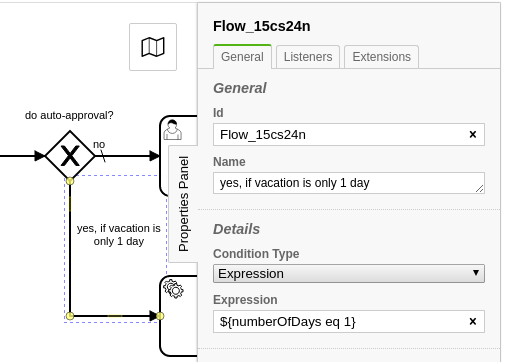 do auto-approval?
no
yes, if vacation is
only 1 day
Properties Panel
Flow_15cs24n
General
Listeners
Extensions
General
Id
Flow_15cs24n
Name
yes, if vacation is only 1 day
Details
Condition Type
Expression
Expression
${numberOfDays eq 1}